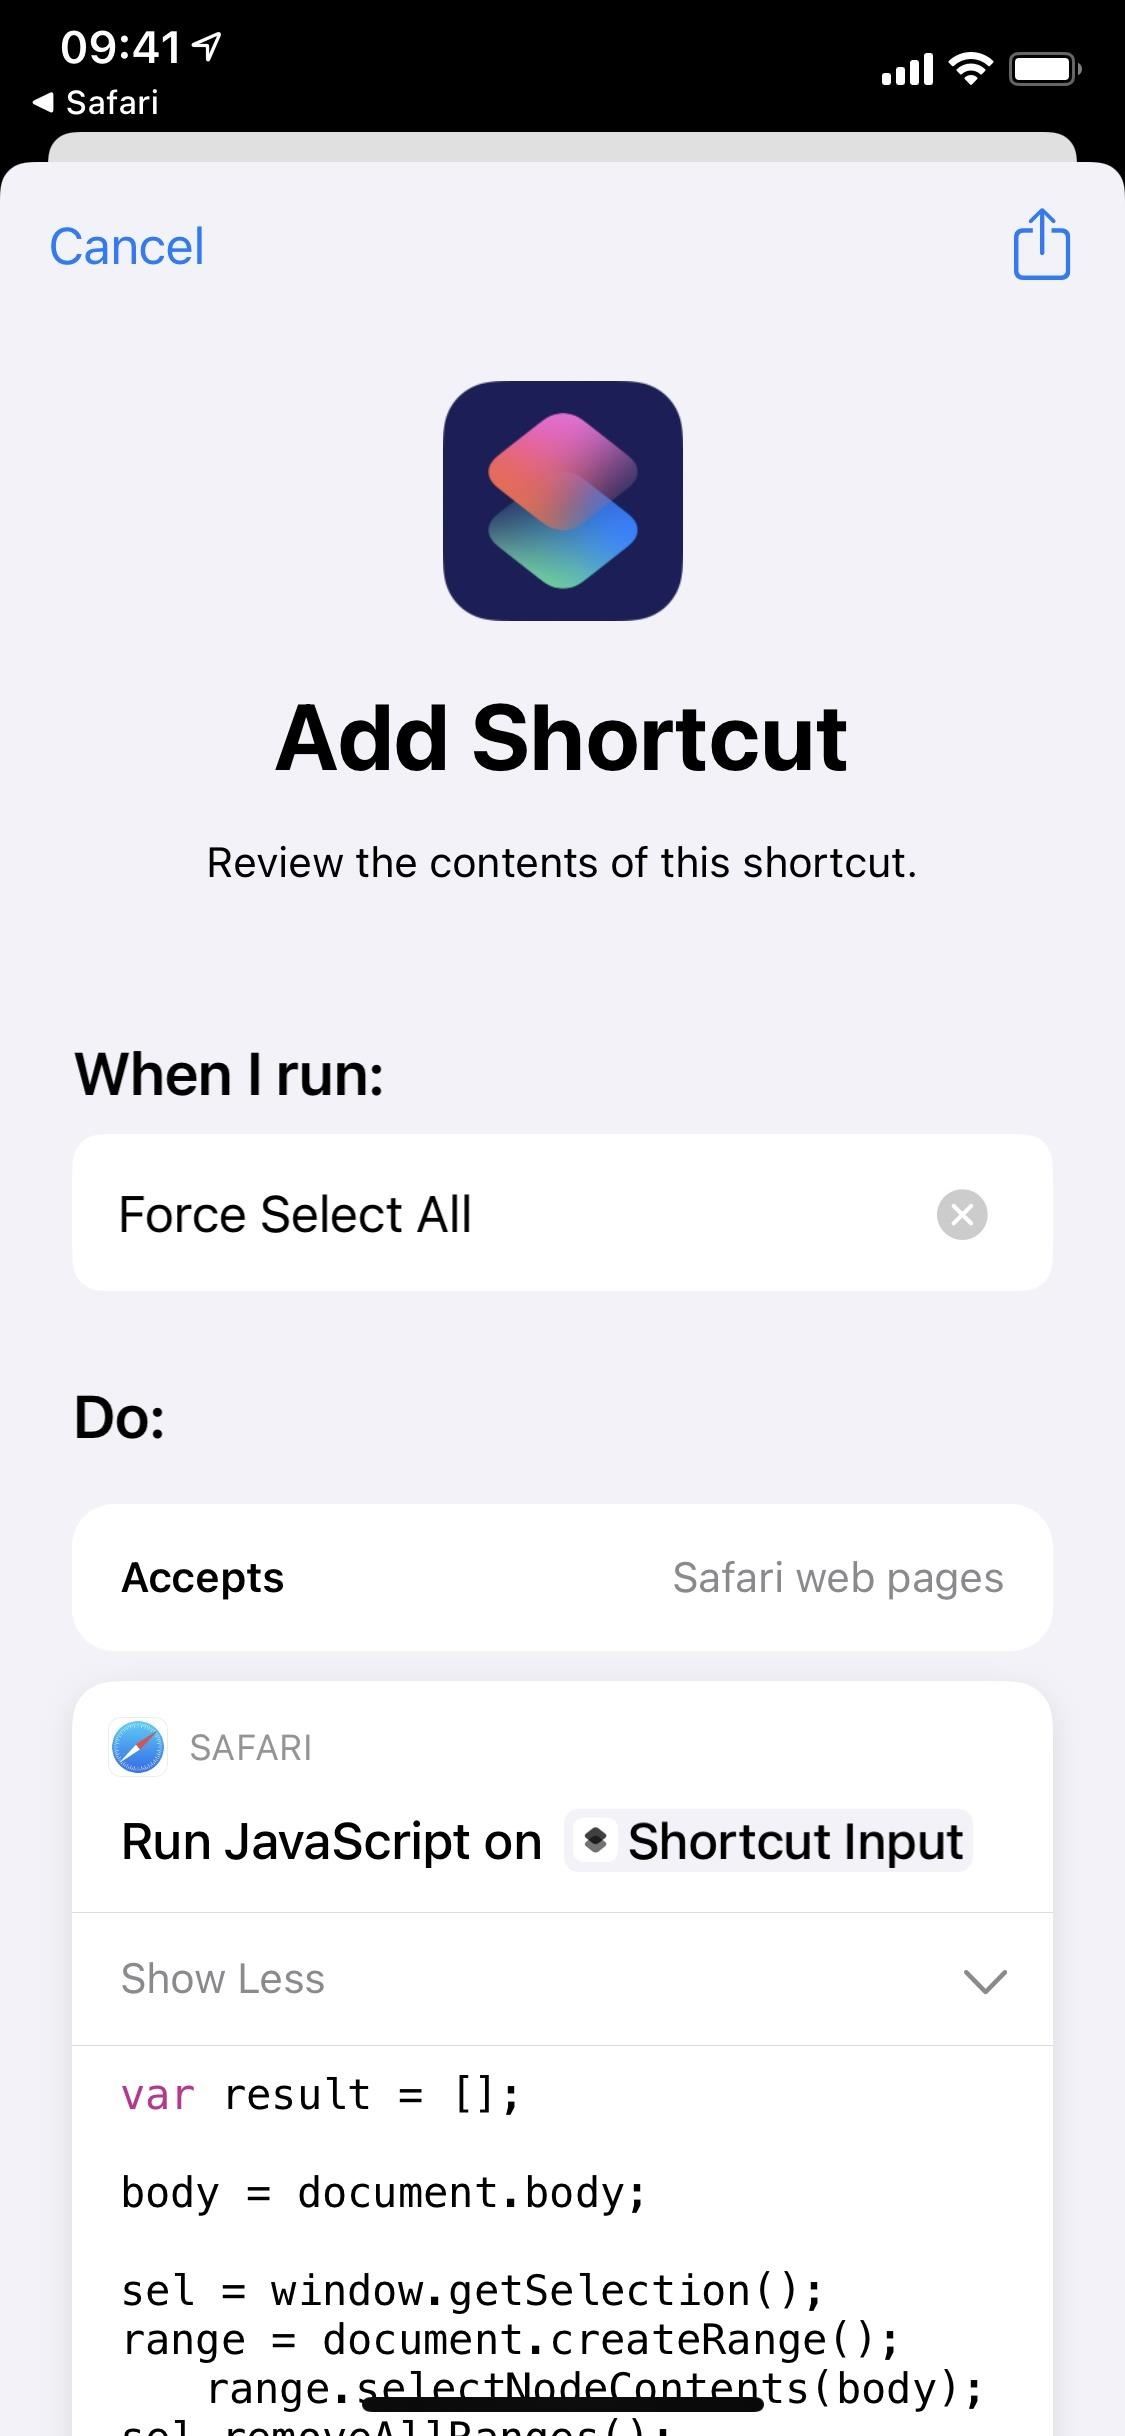 09:41
Safari
Cancel
Add Shortcut
Review the contents of this shortcut.
When I run:
Force Select All
Do:
Accepts Safari web pages
SAFARI
Run JavaScript on Shortcut Input
Show Less
var result = [];
body = document.body;
sel = window.getSelection();
range = document.createRange();
range.selectNodeContents(body);
sel.removeAllRanges();